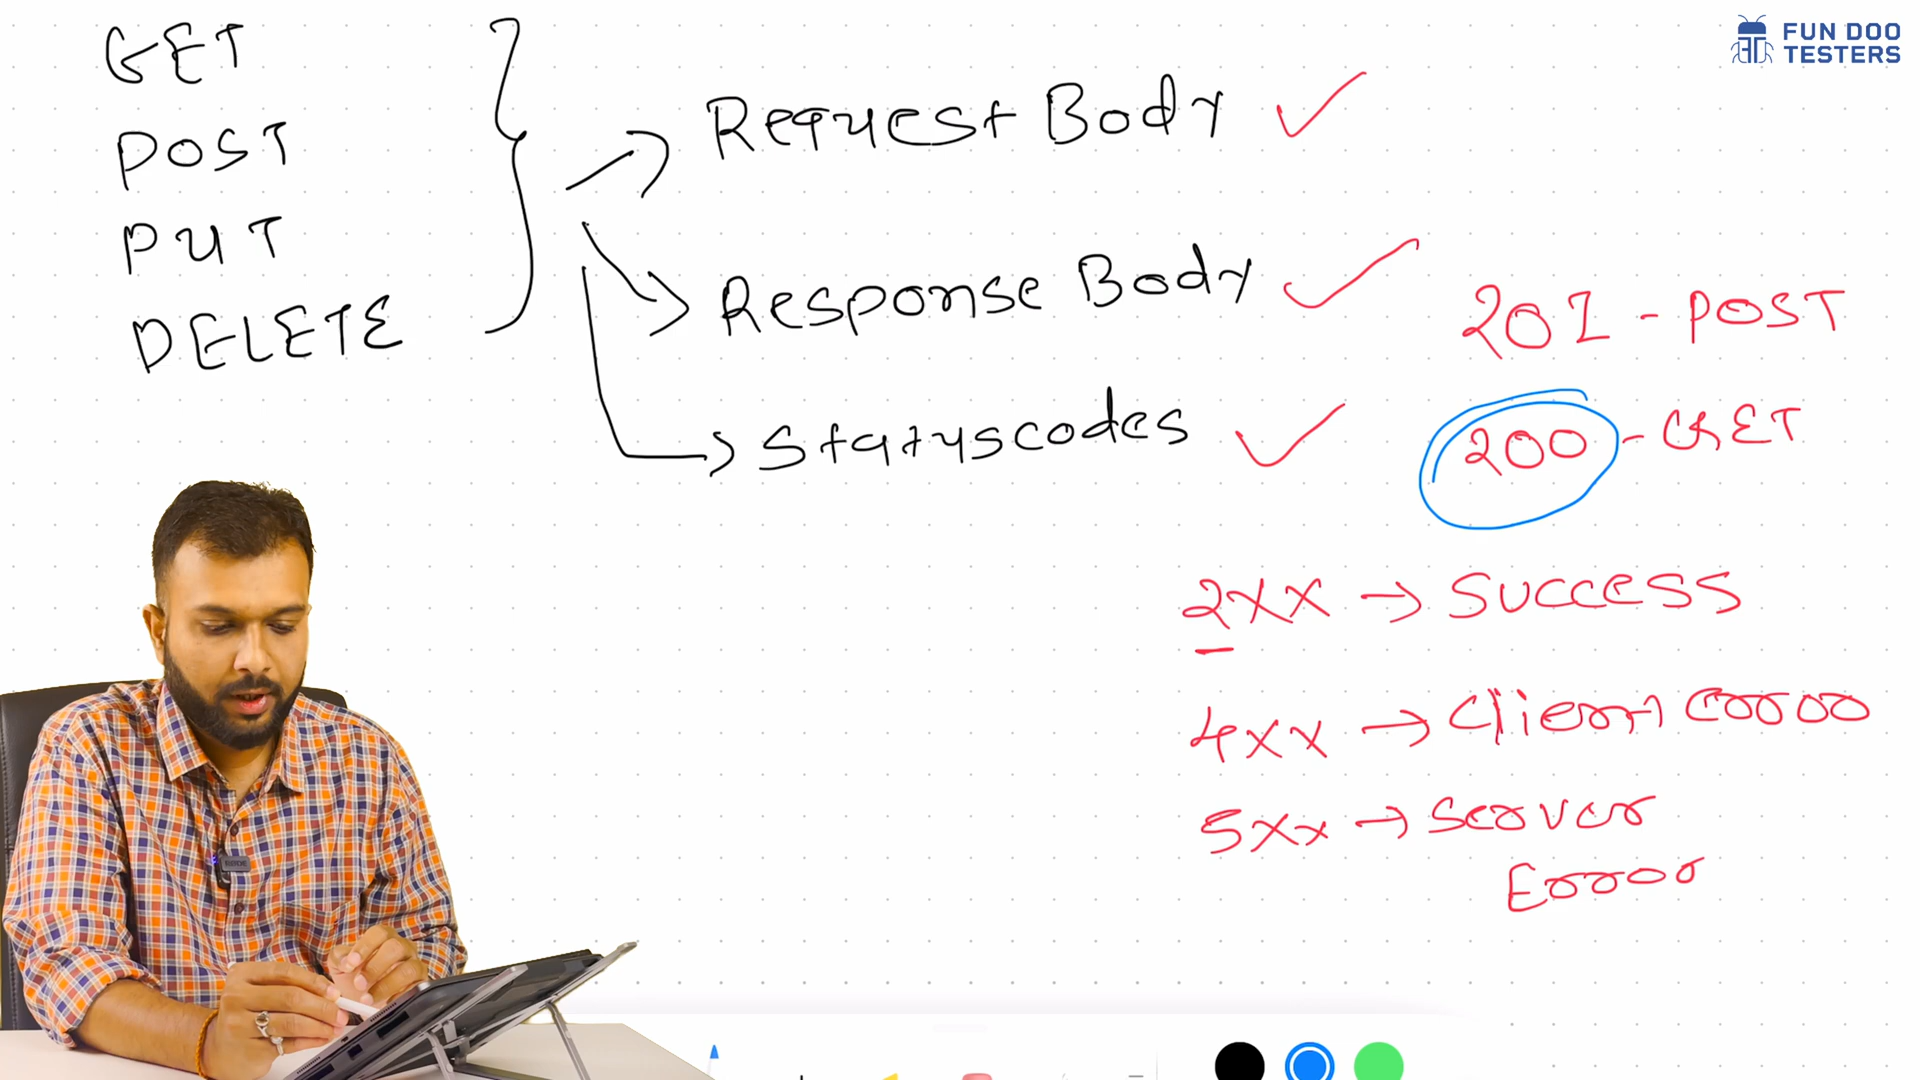 FUN DOO
TESTERS
GET
POST
PUT
DELETE
Request Body
Response Body
Statuscodes
201 - POST
200 - GET
2XX → SUCCESS
4xx → Client Error
5xx → Server
Error